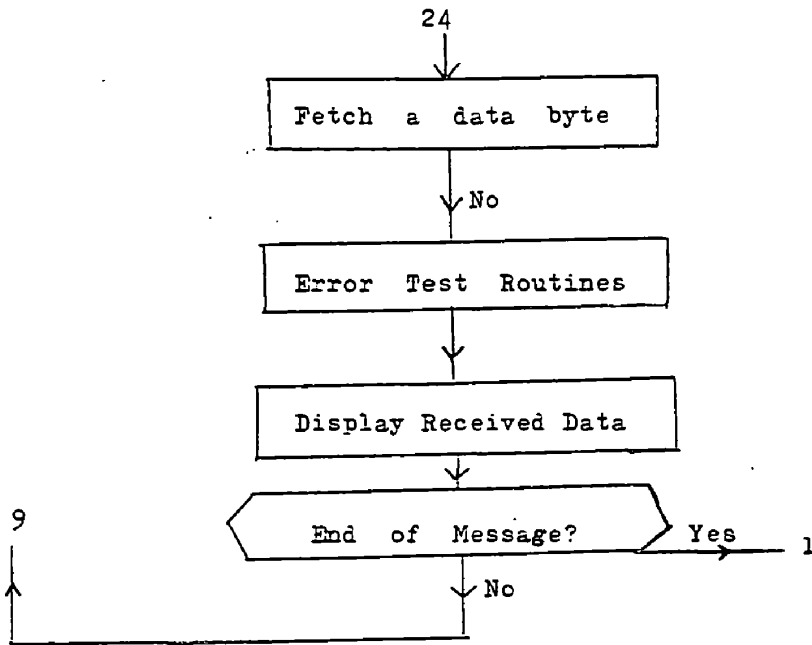 24
Fetch a data byte
No
Error Test Routines
Display Received Data
9
End of Message?
Yes
1
No